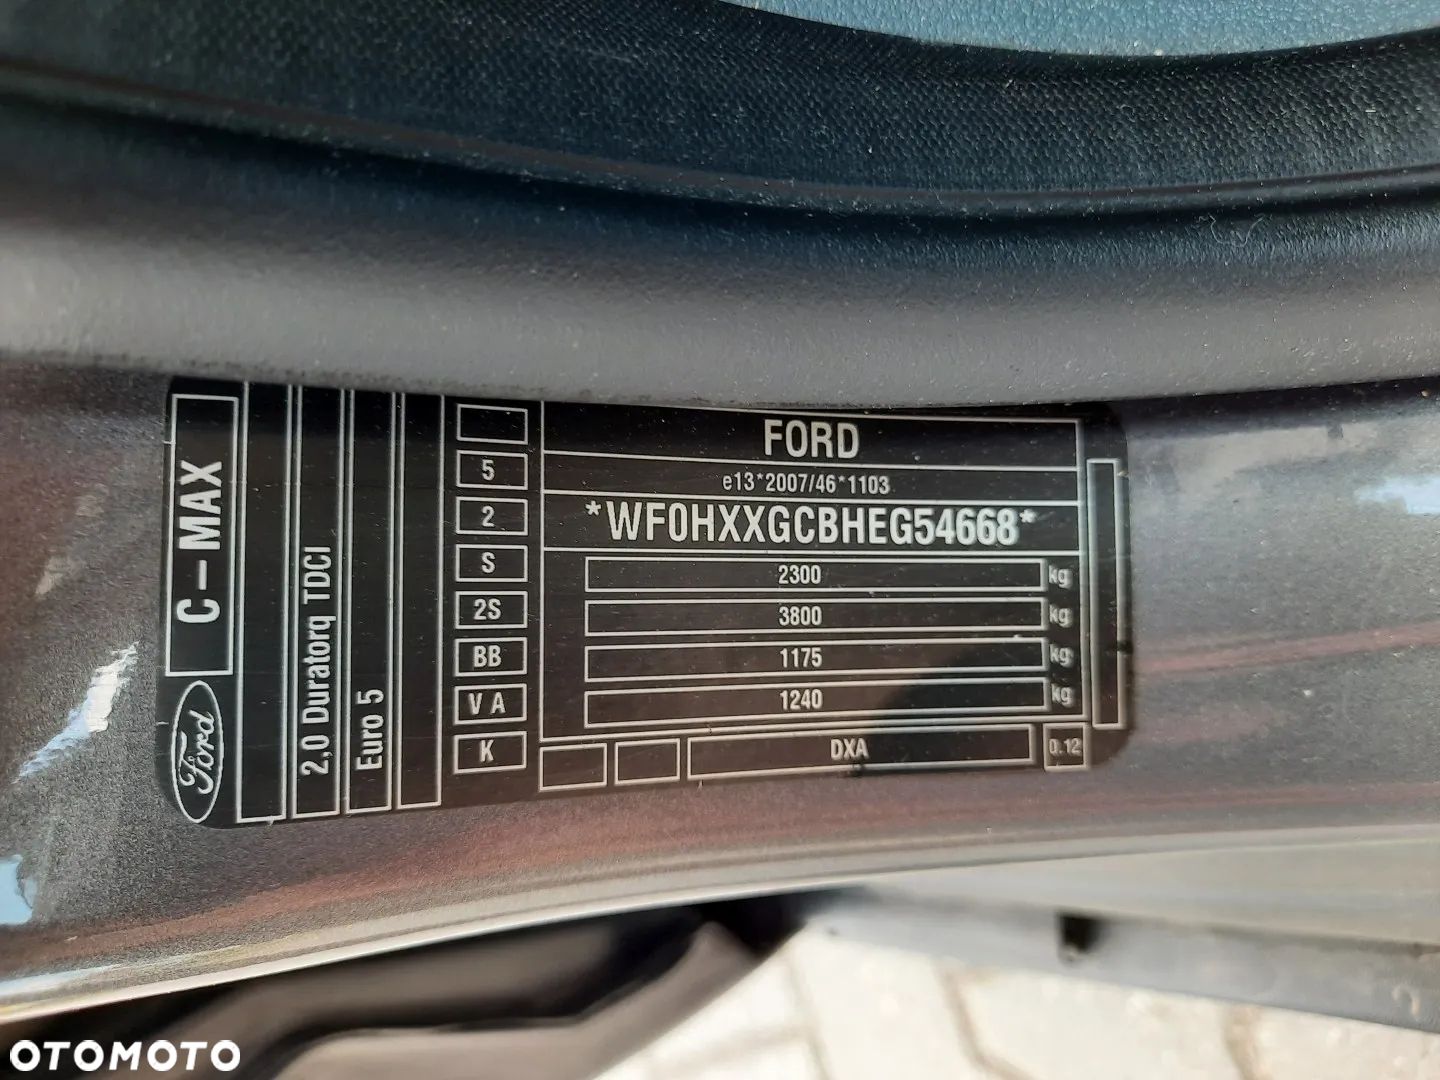 C-MAX
Ford
2,0 Duratorq TDCi
Euro 5
5
2
S
2S
BB
V A
K
FORD
e13*2007/46*1103
*WF0HXXGCBHEG54668*
2300 kg
3800 kg
1175 kg
1240 kg
DXA
0.12
OTOMOTO